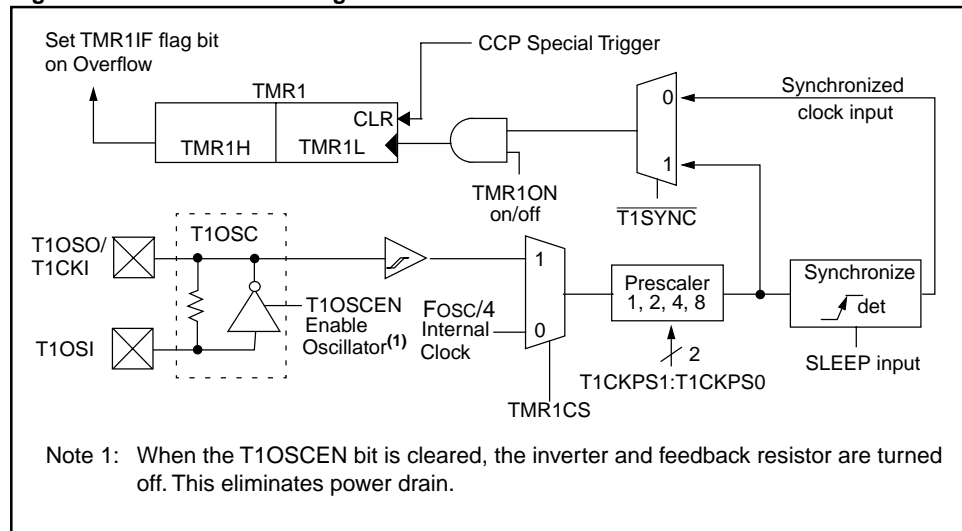 Set TMR1IF flag bit
on Overflow
TMR1
CCP Special Trigger
CLR
TMR1H
TMR1L
TMR1ON
on/off
0
1
T1SYNC
Synchronized
clock input
T1OSC
T1OSO/
T1CKI
T1OSI
T1OSCEN
Enable
Oscillator(1)
FOSC/4
Internal
Clock
1
0
TMR1CS
Prescaler
1, 2, 4, 8
2
T1CKPS1:T1CKPS0
Synchronize
det
SLEEP input
Note 1: When the T1OSCEN bit is cleared, the inverter and feedback resistor are turned
off. This eliminates power drain.